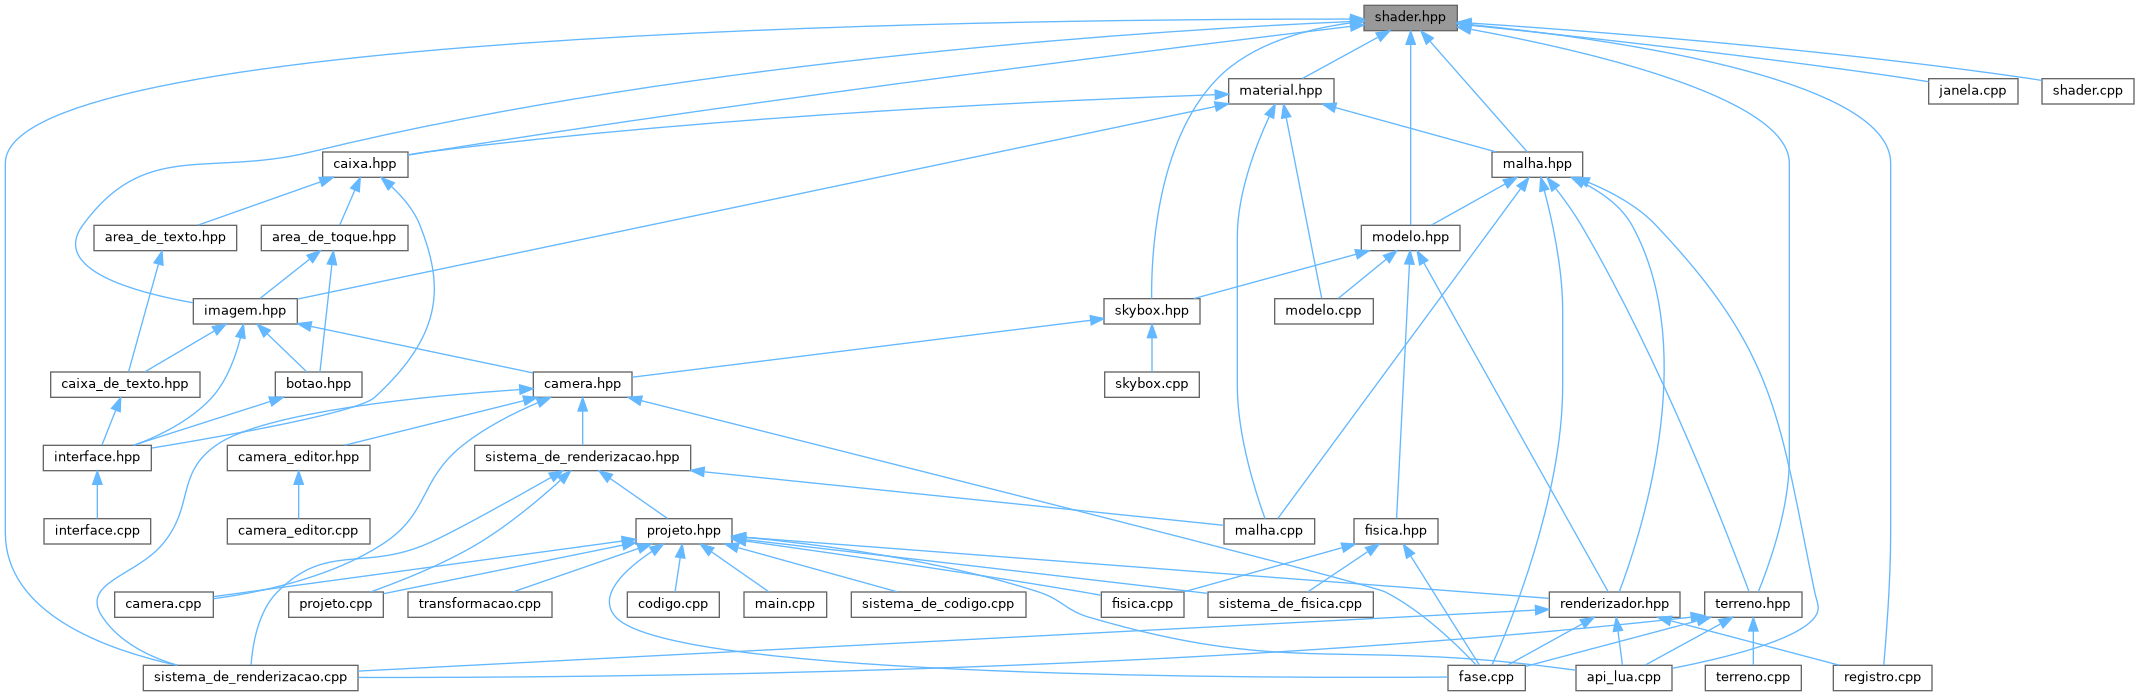 shader.hpp
material.hpp
janela.cpp
shader.cpp
caixa.hpp
malha.hpp
area_de_texto.hpp
area_de_toque.hpp
modelo.hpp
imagem.hpp
skybox.hpp
modelo.cpp
caixa_de_texto.hpp
botao.hpp
camera.hpp
skybox.cpp
interface.hpp
camera_editor.hpp
sistema_de_renderizacao.hpp
interface.cpp
camera_editor.cpp
projeto.hpp
malha.cpp
fisica.hpp
camera.cpp
projeto.cpp
transformacao.cpp
codigo.cpp
main.cpp
sistema_de_codigo.cpp
fisica.cpp
sistema_de_fisica.cpp
renderizador.hpp
terreno.hpp
sistema_de_renderizacao.cpp
fase.cpp
api_lua.cpp
terreno.cpp
registro.cpp